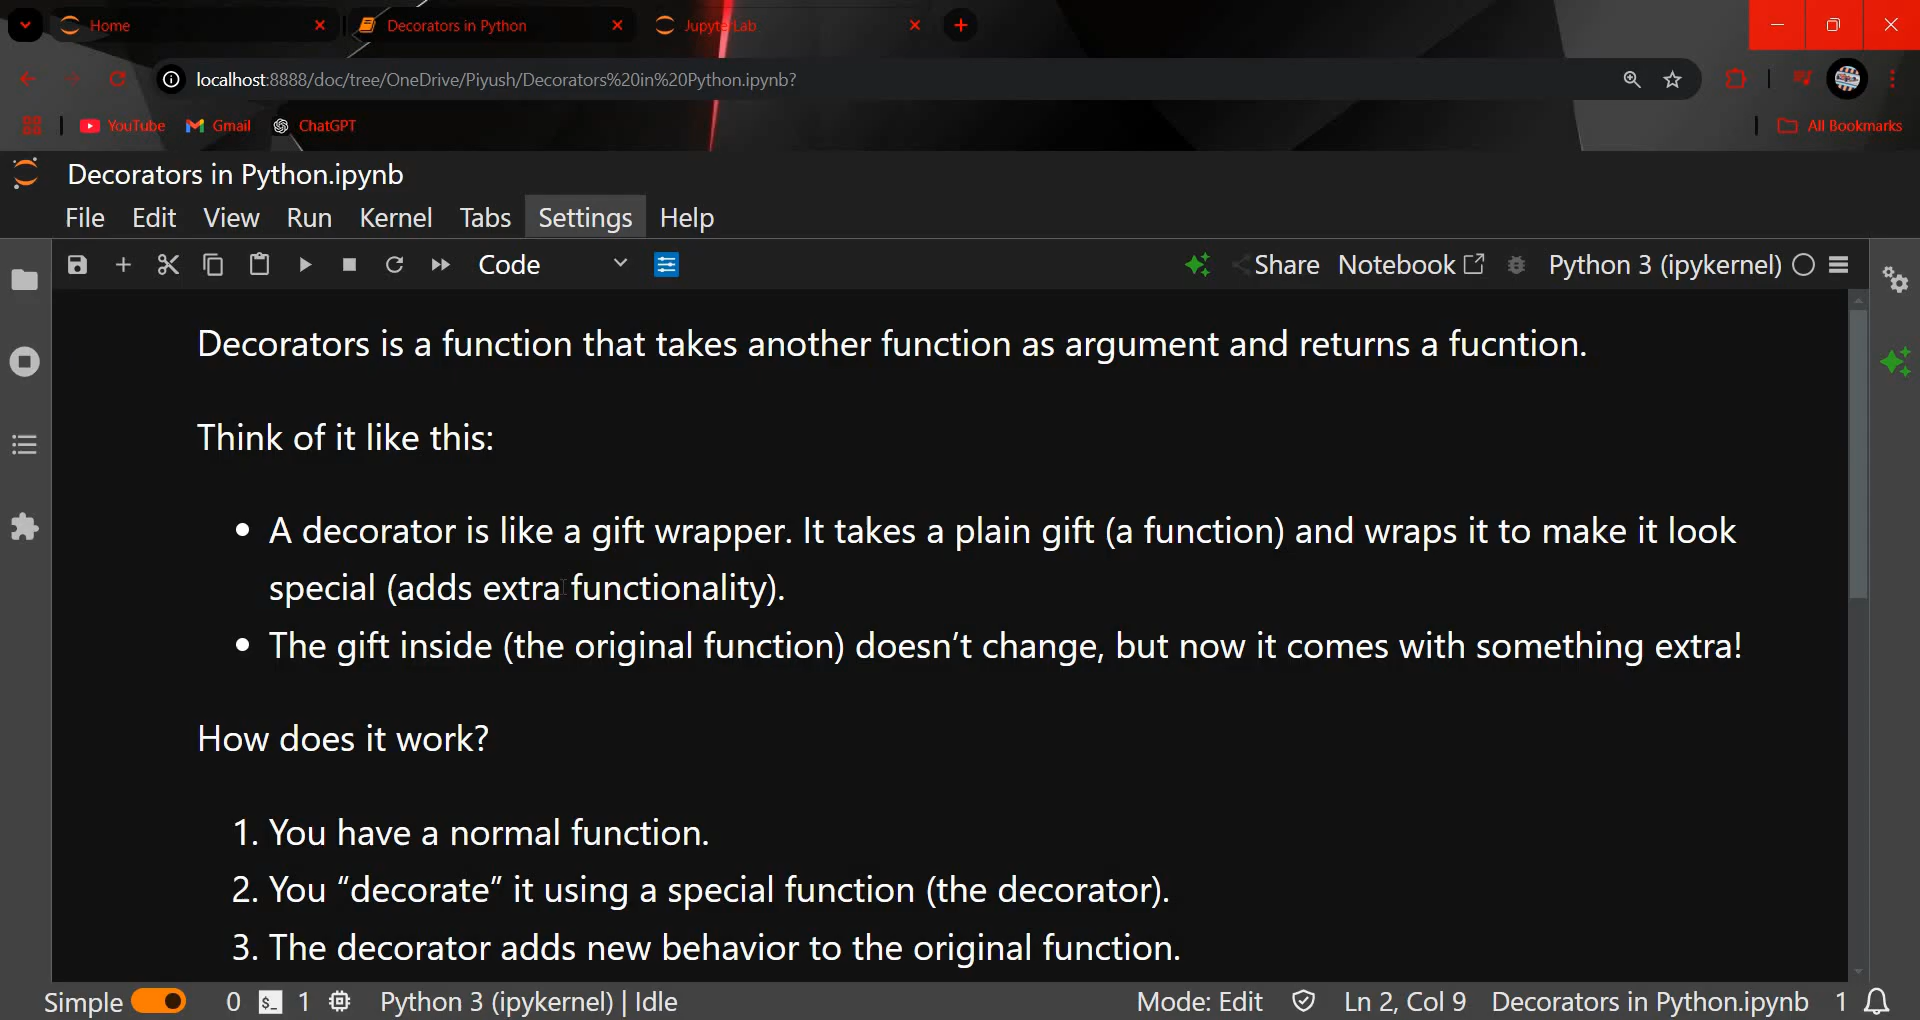 Home
Decorators in Python
Jupyte Lab
localhost:8888/doc/tree/OneDrive/Piyush/Decorators%20in%20Python.ipynb?
YouTube Gmail ChatGPT All Bookmarks
Decorators in Python.ipynb
File Edit View Run Kernel Tabs Settings Help
Code Share Notebook Python 3 (ipykernel)
Decorators is a function that takes another function as argument and returns a fucntion.
Think of it like this:
• A decorator is like a gift wrapper. It takes a plain gift (a function) and wraps it to make it look
special (adds extra functionality).
• The gift inside (the original function) doesn’t change, but now it comes with something extra!
How does it work?
1. You have a normal function.
2. You “decorate” it using a special function (the decorator).
3. The decorator adds new behavior to the original function.
Simple 0 $_ 1 Python 3 (ipykernel) | Idle Mode: Edit Ln 2, Col 9 Decorators in Python.ipynb 1